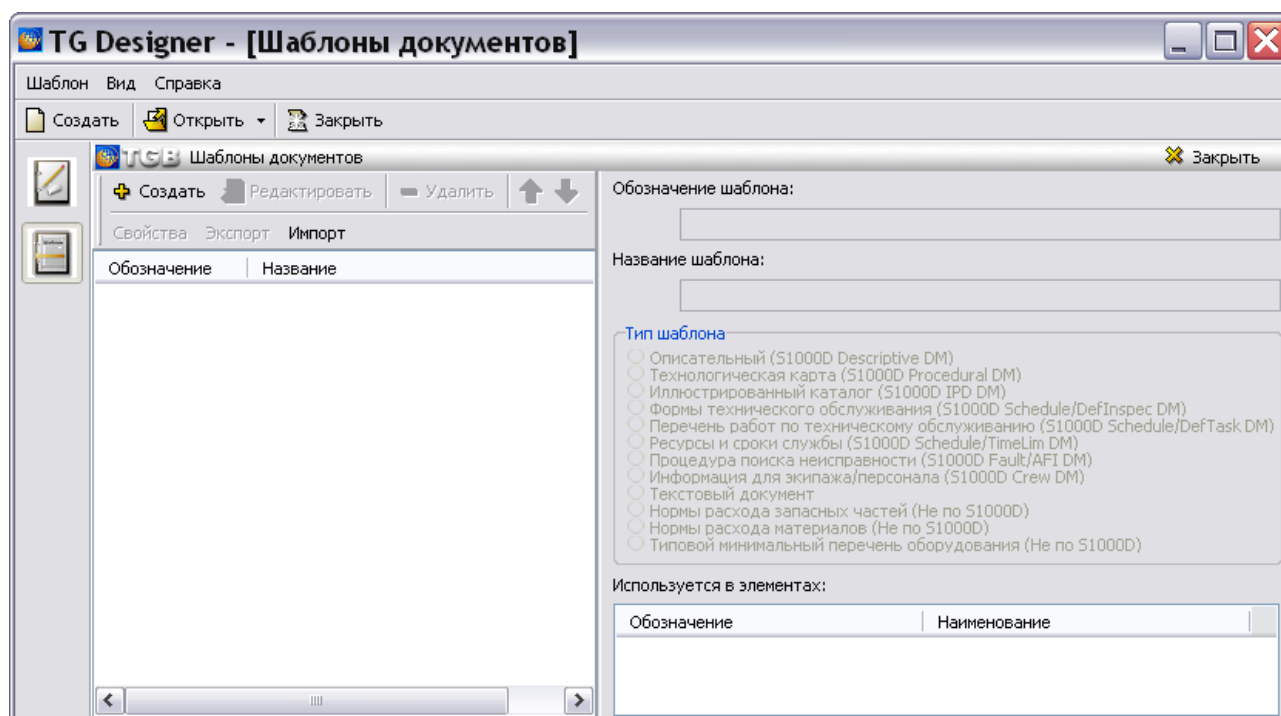 TG Designer - [Шаблоны документов]
Шаблон Вид Справка
Создать Открыть Закрыть
TGB Шаблоны документов Закрыть
Создать Редактировать Удалить
Свойства Экспорт Импорт
Обозначение Название
Обозначение шаблона:
Название шаблона:
Тип шаблона
Описательный (S1000D Descriptive DM)
Технологическая карта (S1000D Procedural DM)
Иллюстрированный каталог (S1000D IPD DM)
Формы технического обслуживания (S1000D Schedule/DefInspec DM)
Перечень работ по техническому обслуживанию (S1000D Schedule/DefTask DM)
Ресурсы и сроки службы (S1000D Schedule/TimeLim DM)
Процедура поиска неисправности (S1000D Fault/AFI DM)
Информация для экипажа/персонала (S1000D Crew DM)
Текстовый документ
Нормы расхода запасных частей (Не по S1000D)
Нормы расхода материалов (Не по S1000D)
Типовой минимальный перечень оборудования (Не по S1000D)
Используется в элементах:
Обозначение Наименование